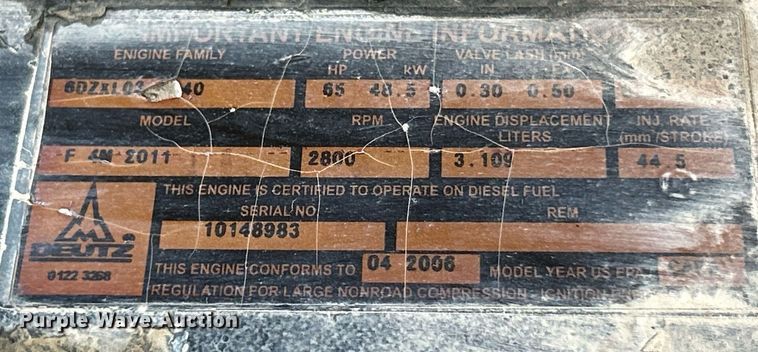 IMPORTANT ENGINE INFORMATION
ENGINE FAMILY POWER VALVE LASH (mm)
HP kW IN
6DZXL03 40 65 48.5 0.30 0.50
MODEL RPM ENGINE DISPLACEMENT INJ. RATE
LITERS (mm /STROKE)
F 4M 2011 2800 3.109 44.5
THIS ENGINE IS CERTIFIED TO OPERATE ON DIESEL FUEL
SERIAL NO REM
10148983
DEUTZ
0122 3268
THIS ENGINE CONFORMS TO 04 2006 MODEL YEAR US EPA
REGULATION FOR LARGE NONROAD COMPRESSION - IGNITION
Purple Wave Auction